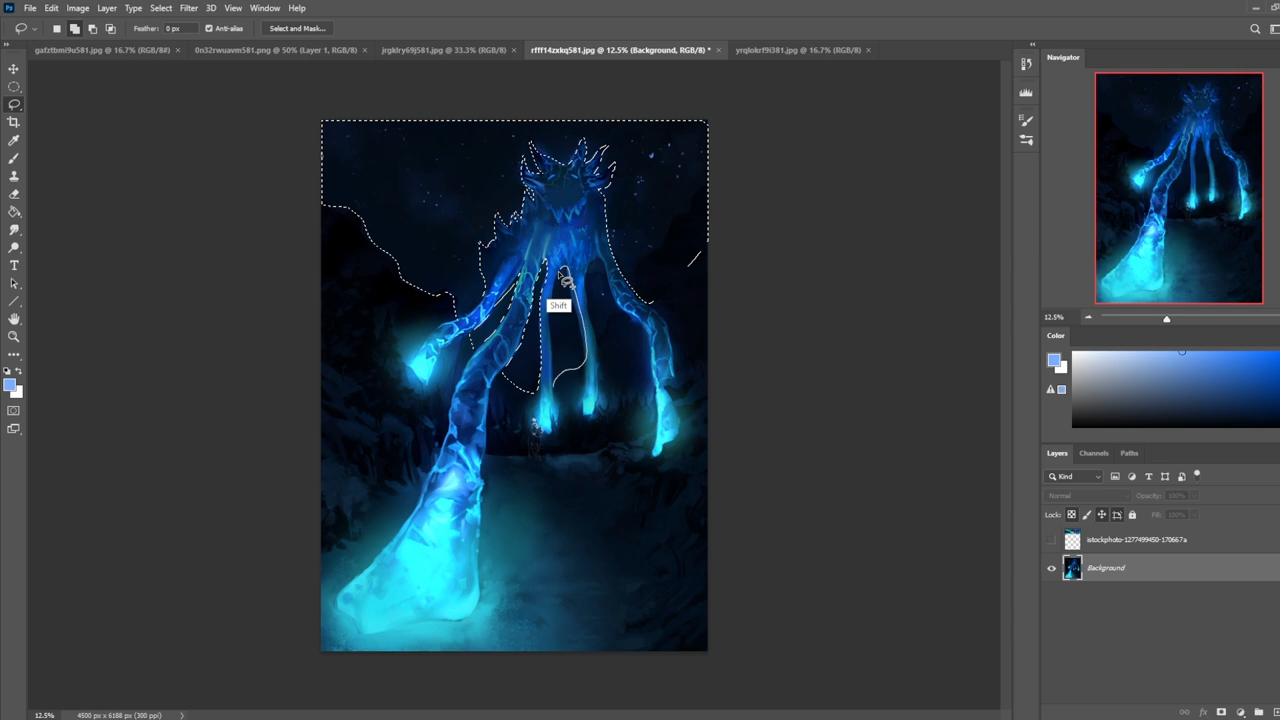 Ps File Edit Image Layer Type Select Filter 3D View Window Help
Feather: 0 px Anti-alias Select and Mask...
gafztbmi9u581.jpg @ 16.7% (RGB/8#) × 0n32rwuavm581.png @ 50% (Layer 1, RGB/8) × jrgklry69j581.jpg @ 33.3% (RGB/8) × rfff14zxkq581.jpg @ 12.5% (Background, RGB/8) * × yrqlokrf9i381.jpg @ 16.7% (RGB/8) ×
Navigator
Shift
12.5%
Color
Layers Channels Paths
Kind
Normal Opacity: 100%
Lock: Fill: 100%
istockphoto-1277499450-170667a
Background
12.5% 4500 px x 6188 px (300 ppi)